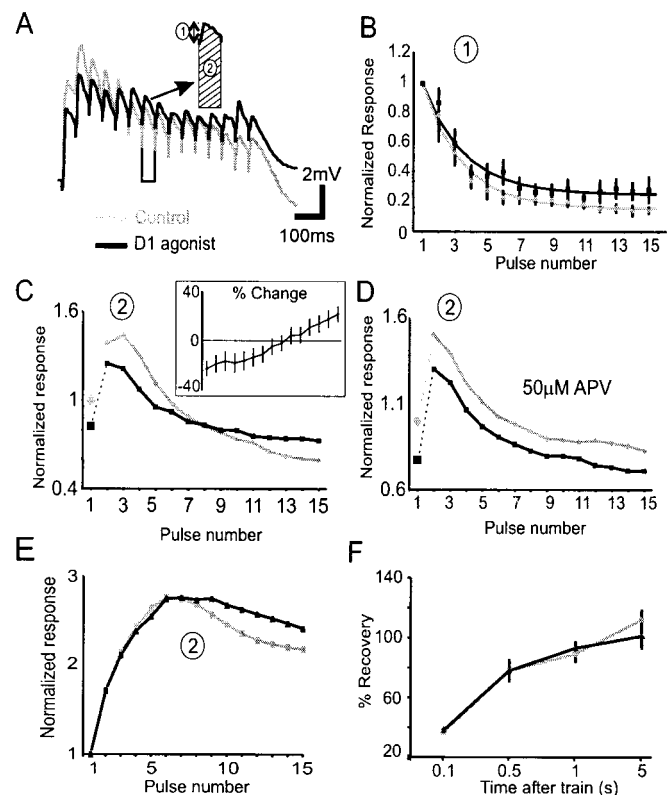 A
①
②
2mV
100ms
Control
D1 agonist
B
①
Normalized Response
1.2
1
0.8
0.6
0.4
0.2
0
1 3 5 7 9 11 13 15
Pulse number
C
②
Normalized response
1.6
1
0.4
1 3 5 7 9 11 13 15
Pulse number
% Change
40
0
-40
D
②
50µM APV
Normalized response
1.6
1
0.6
1 3 5 7 9 11 13 15
Pulse number
E
②
Normalized response
3
2
1
1 5 10 15
Pulse number
F
% Recovery
140
100
60
20
0.1 0.5 1 5
Time after train (s)